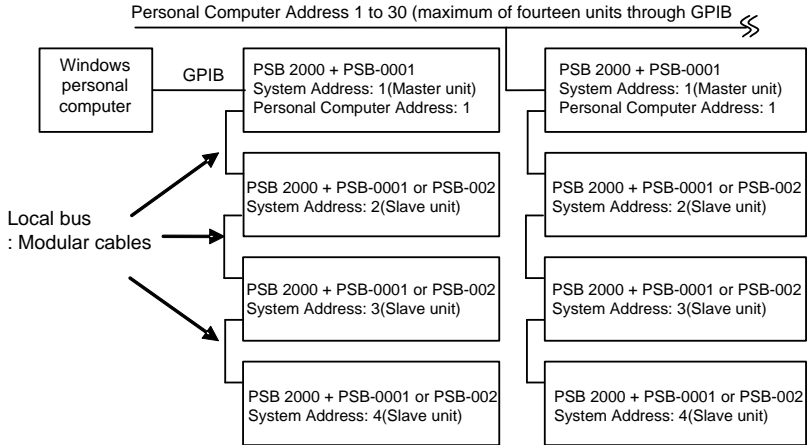 Personal Computer Address 1 to 30 (maximum of fourteen units through GPIB
Windows
personal
computer
GPIB
PSB 2000 + PSB-0001
System Address: 1(Master unit)
Personal Computer Address: 1
PSB 2000 + PSB-0001 or PSB-002
System Address: 2(Slave unit)
PSB 2000 + PSB-0001 or PSB-002
System Address: 3(Slave unit)
PSB 2000 + PSB-0001 or PSB-002
System Address: 4(Slave unit)
Local bus
: Modular cables
PSB 2000 + PSB-0001
System Address: 1(Master unit)
Personal Computer Address: 1
PSB 2000 + PSB-0001 or PSB-002
System Address: 2(Slave unit)
PSB 2000 + PSB-0001 or PSB-002
System Address: 3(Slave unit)
PSB 2000 + PSB-0001 or PSB-002
System Address: 4(Slave unit)